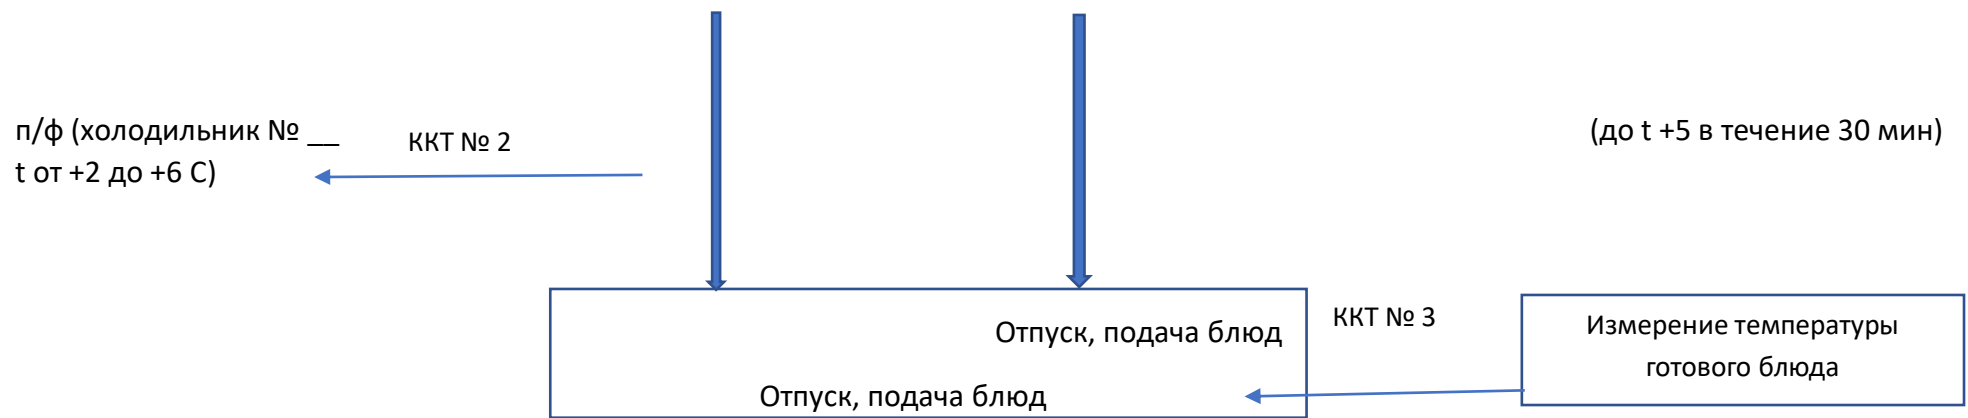 п/ф (холодильник № __
t от +2 до +6 С)
ККТ № 2
(до t +5 в течение 30 мин)
Отпуск, подача блюд
Отпуск, подача блюд
ККТ № 3
Измерение температуры
готового блюда